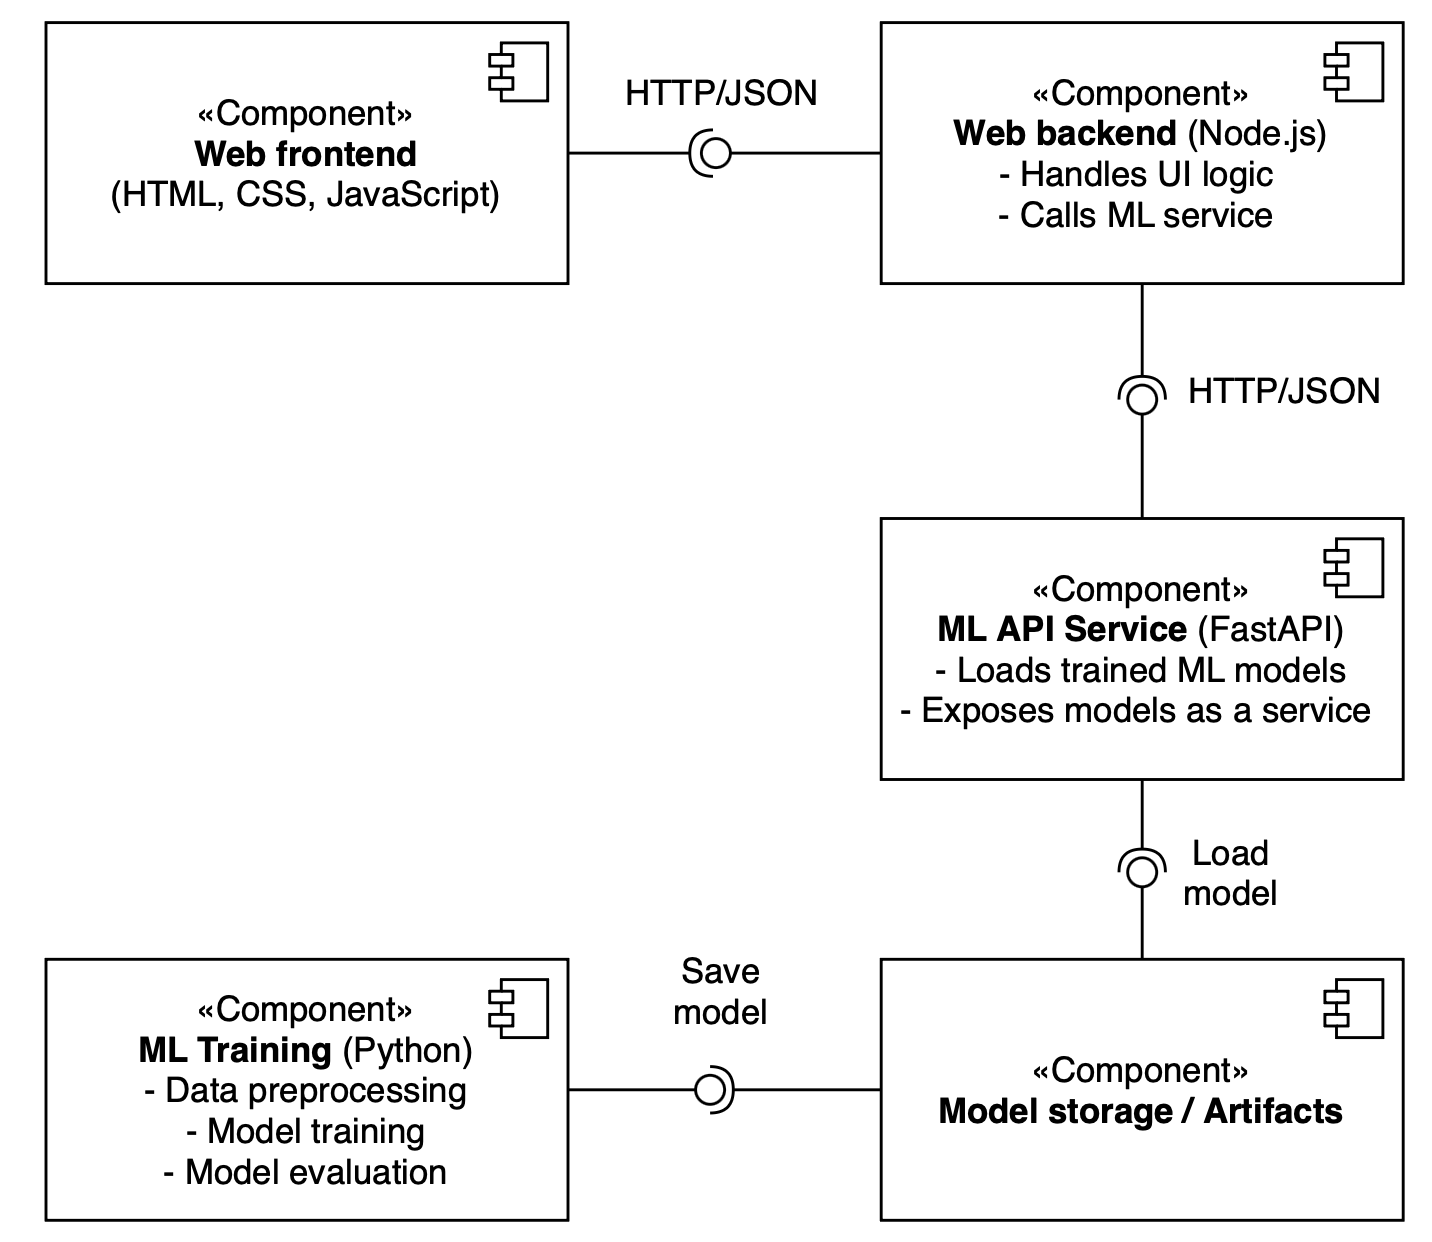 «Component»
Web frontend
(HTML, CSS, JavaScript)
HTTP/JSON
«Component»
Web backend (Node.js)
- Handles UI logic
- Calls ML service
HTTP/JSON
«Component»
ML API Service (FastAPI)
- Loads trained ML models
- Exposes models as a service
Load
model
«Component»
ML Training (Python)
- Data preprocessing
- Model training
- Model evaluation
Save
model
«Component»
Model storage / Artifacts